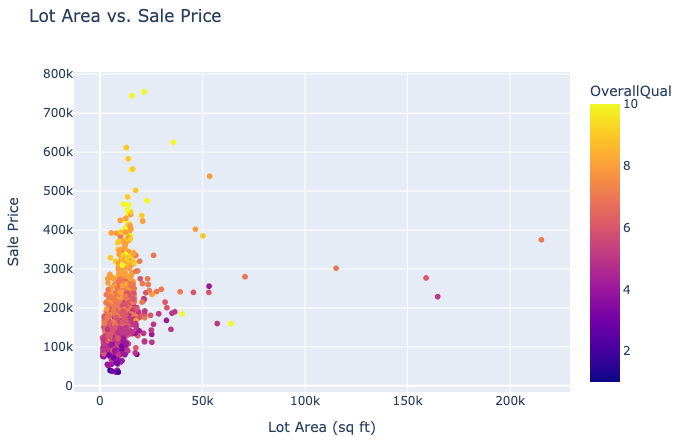 Lot Area vs. Sale Price
OverallQual
800k
700k
600k
500k
400k
300k
200k
100k
0
Sale Price
0
50k
100k
150k
200k
Lot Area (sq ft)
10
8
6
4
2